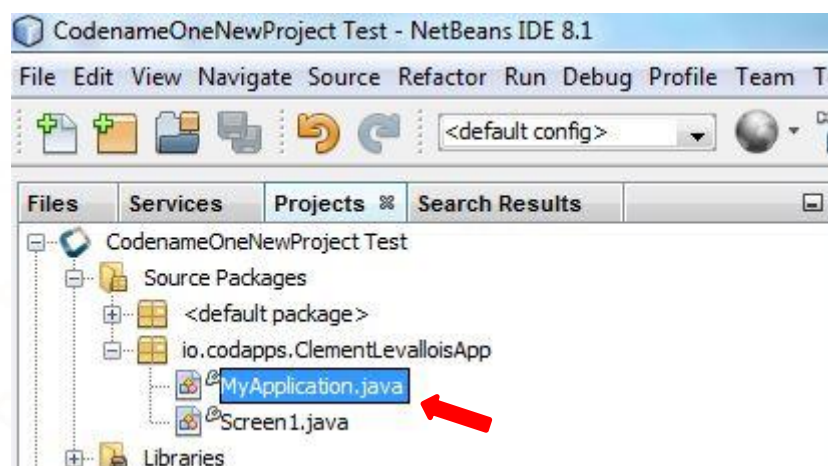 CodenameOneNewProject Test - NetBeans IDE 8.1
File Edit View Navigate Source Refactor Run Debug Profile Team T
<default config>
Files Services Projects Search Results
CodenameOneNewProject Test
Source Packages
<default package>
io.codapps.ClementLevalloisApp
MyApplication.java
Screen1.java
Libraries